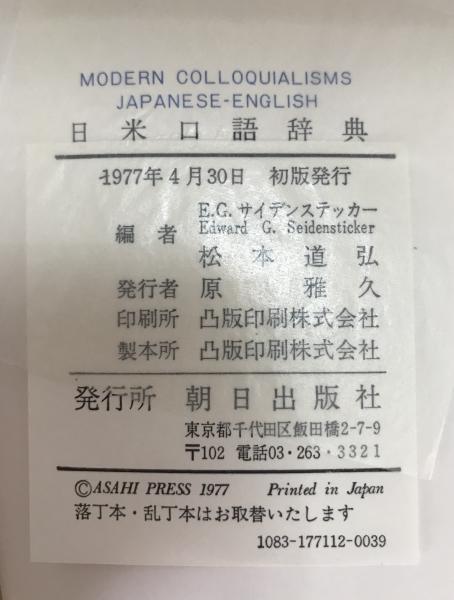 MODERN COLLOQUIALISMS
JAPANESE-ENGLISH
日米口語辞典
1977年4月30日 初版発行
E.G.サイデンステッカー
編者 Edward G. Seidensticker
松本道弘
発行者 原雅久
印刷所 凸版印刷株式会社
製本所 凸版印刷株式会社
発行所 朝日出版社
東京都千代田区飯田橋2-7-9
〒102 電話03・263・3321
©ASAHI PRESS 1977 Printed in Japan
落丁本・乱丁本はお取替いたします
1083-177112-0039